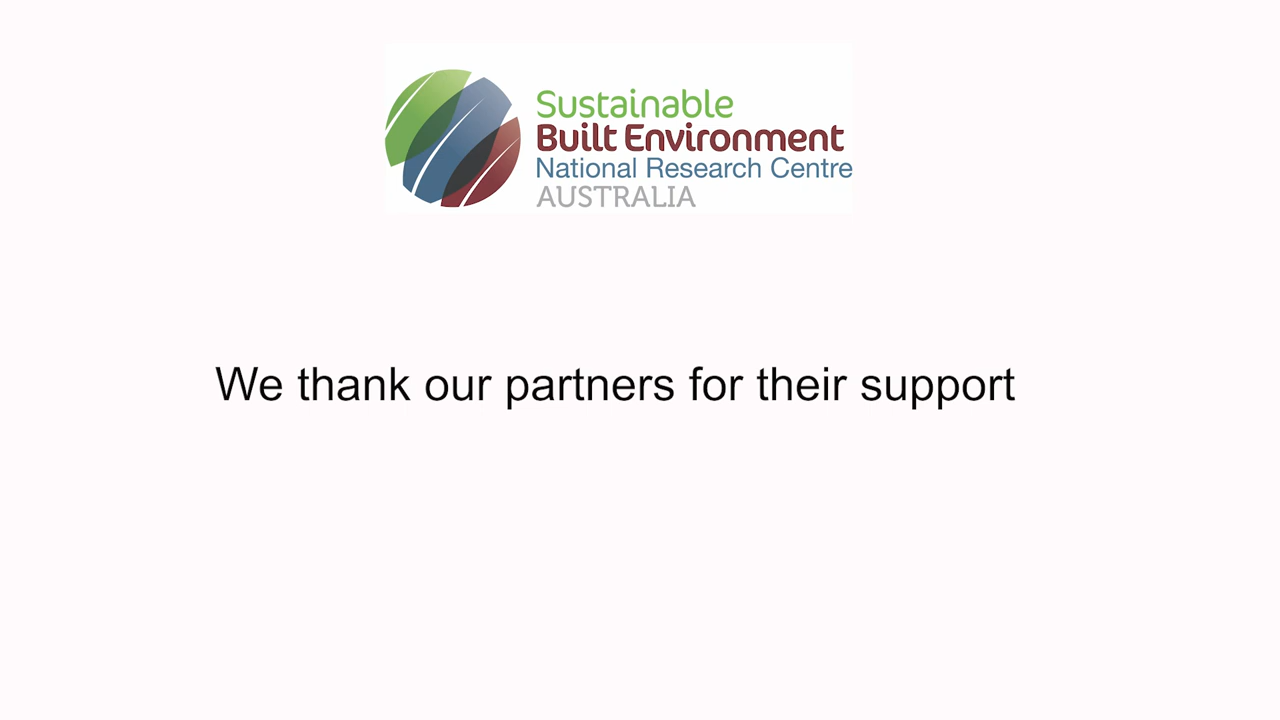 Sustainable
Built Environment
National Research Centre
AUSTRALIA
We thank our partners for their support